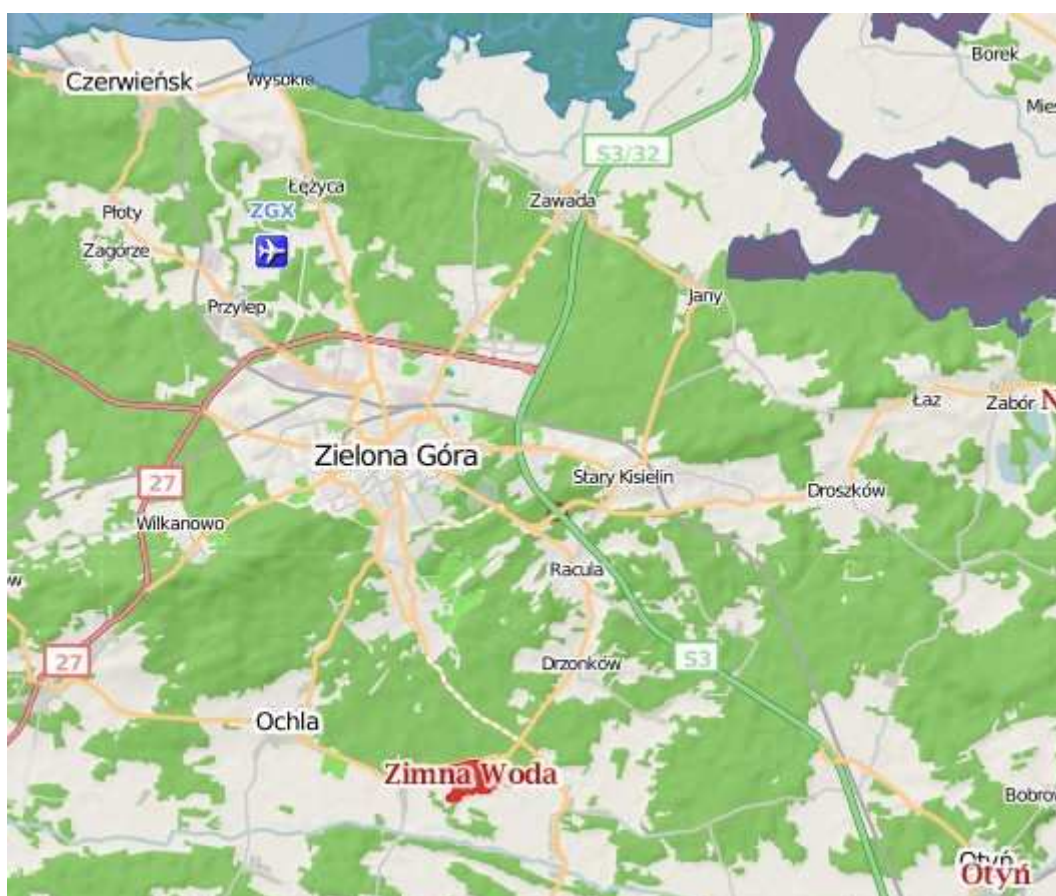 Borek
Czerwieńsk
Wysokie
S3/32
Łężyca
Zawada
ZGX
Płoty
Zagórze
Jany
Przylep
Łaz
Zabór
N
Zielona Góra
Stary Kisielin
27
Droszków
Wilkanowo
Racula
27
S3
Drzonków
Ochla
Zimna Woda
Otyń
Otyń